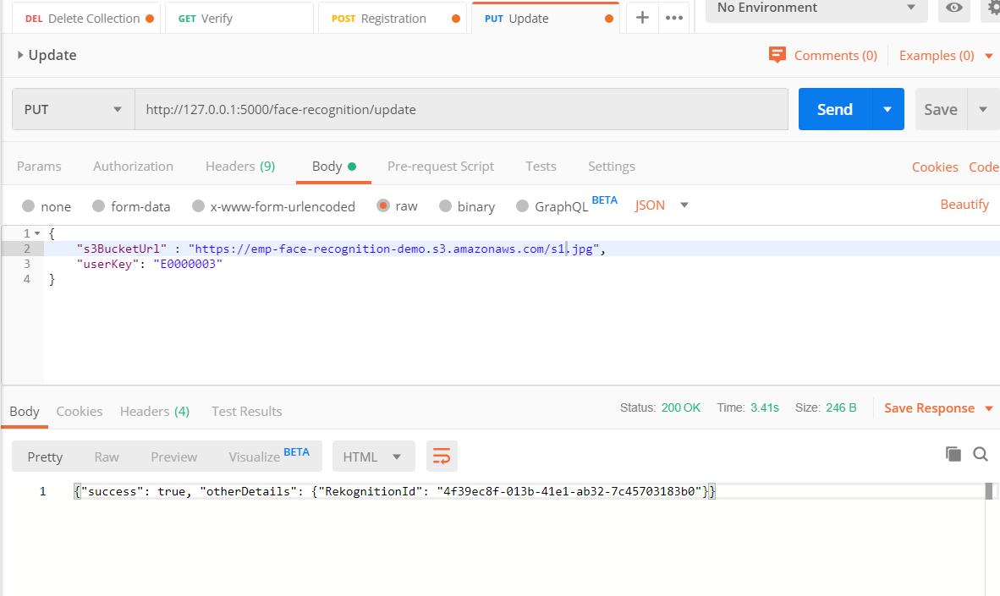 DEL Delete Collection GET Verify POST Registration PUT Update No Environment
Update Comments (0) Examples (0)
PUT http://127.0.0.1:5000/face-recognition/update Send Save
Params Authorization Headers (9) Body Pre-request Script Tests Settings Cookies Code
none form-data x-www-form-urlencoded raw binary GraphQL BETA JSON Beautify
1 {
2 "s3BucketUrl" : "https://emp-face-recognition-demo.s3.amazonaws.com/s1.jpg",
3 "userKey": "E0000003"
4 }
Body Cookies Headers (4) Test Results Status: 200 OK Time: 3.41s Size: 246 B Save Response
Pretty Raw Preview Visualize BETA HTML
1 {"success": true, "otherDetails": {"RekognitionId": "4f39ec8f-013b-41e1-ab32-7c45703183b0"}}